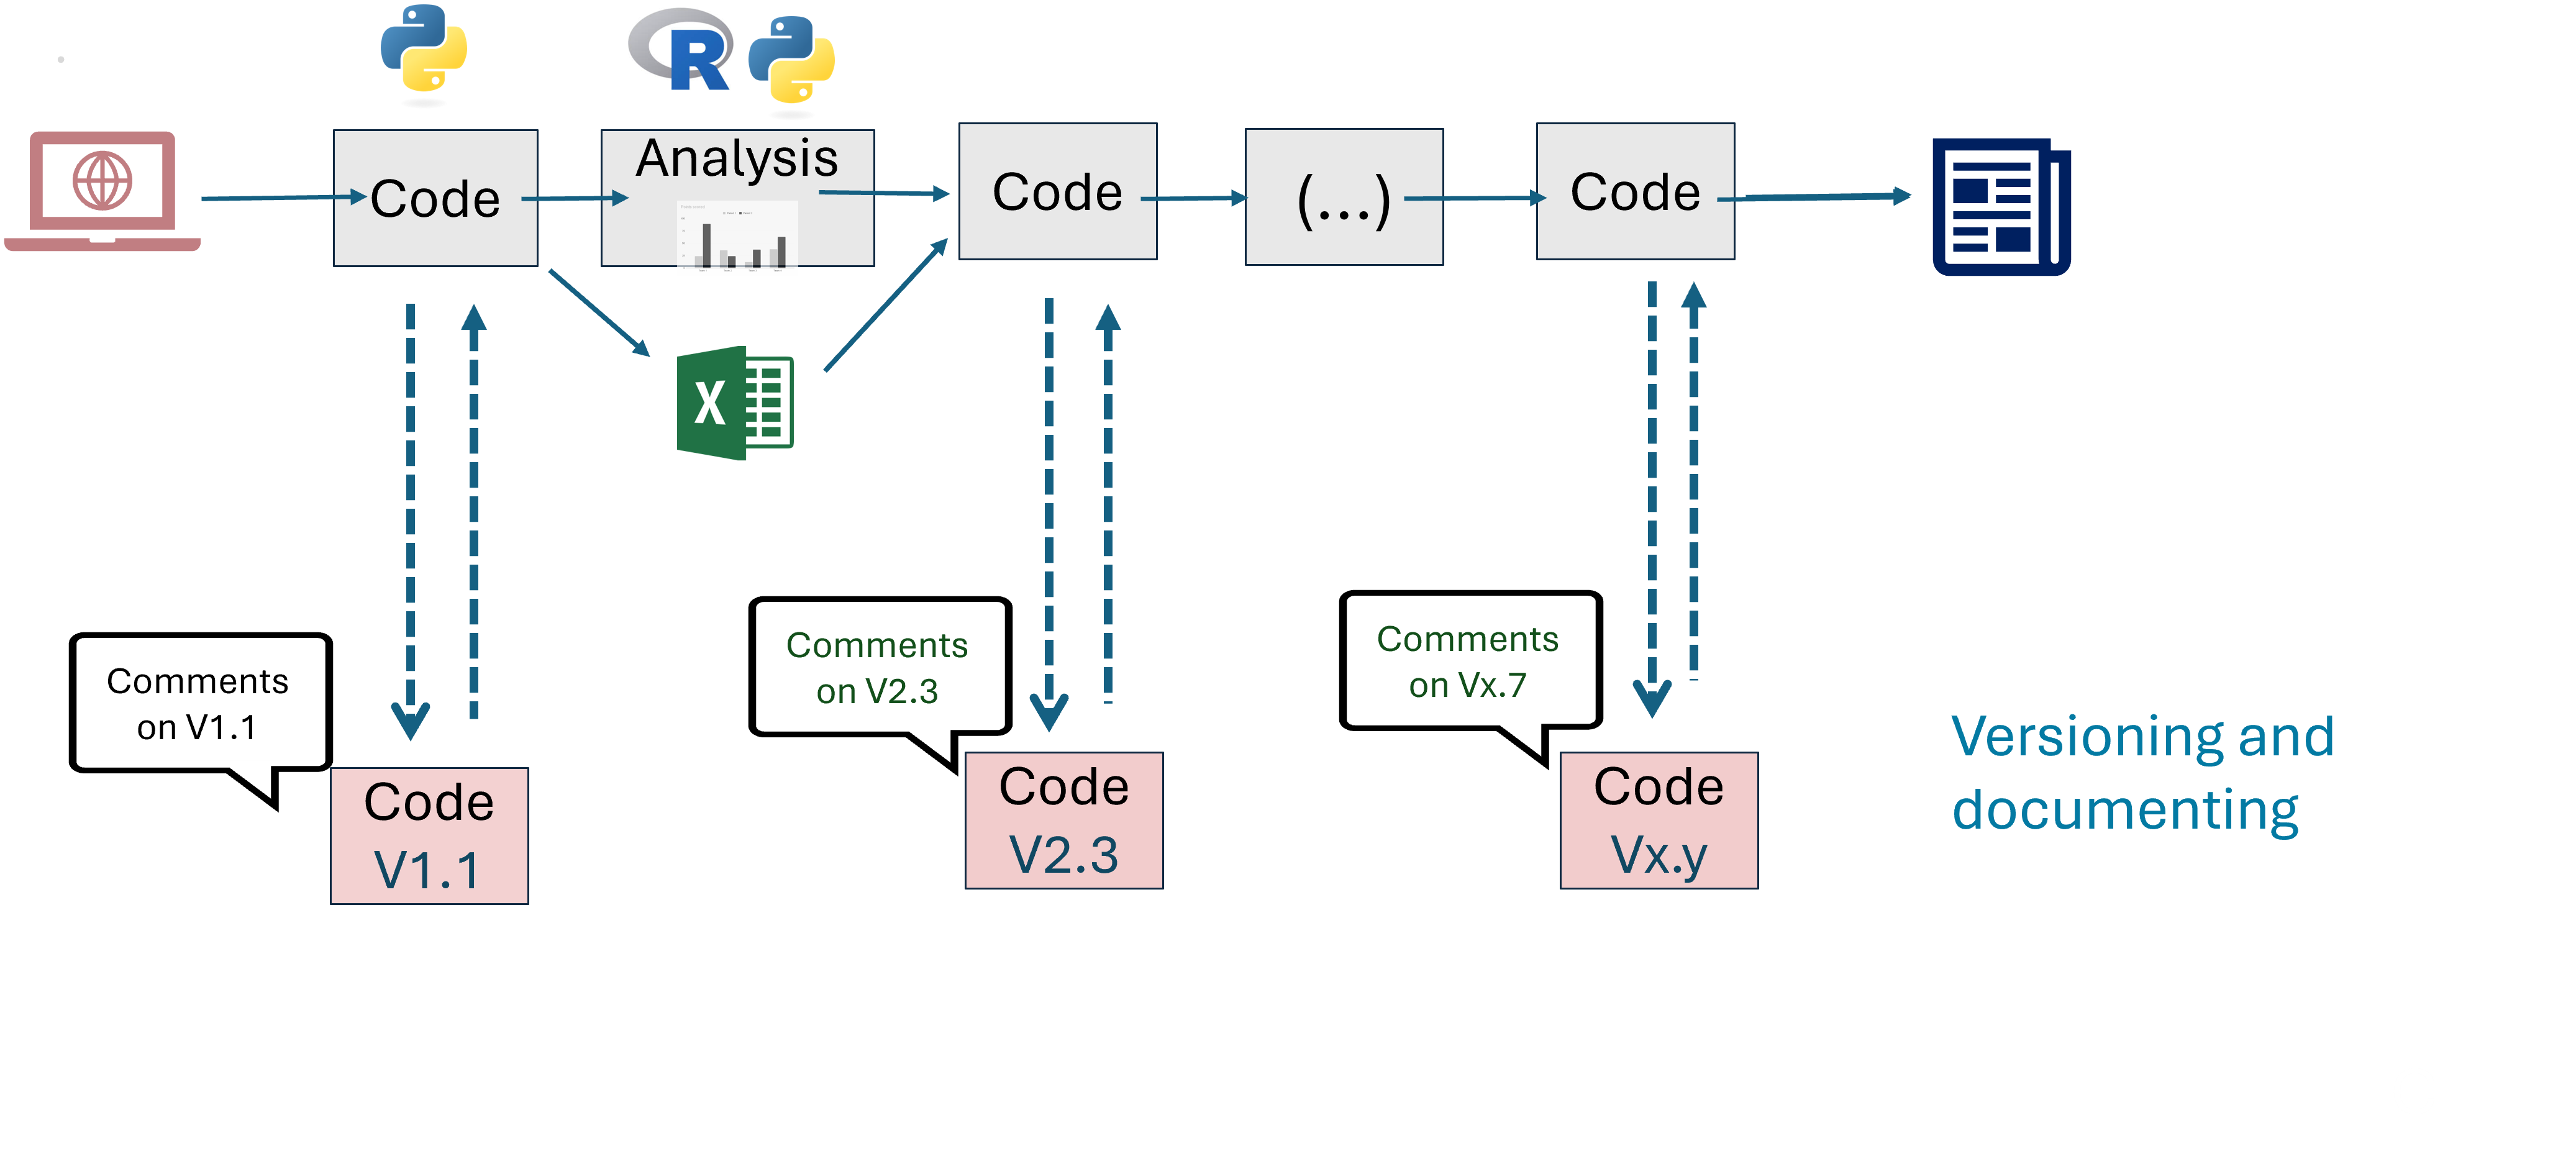 R
Analysis
Code
Code
(...)
Code
X
Comments
on V1.1
Comments
on V2.3
Comments
on Vx.7
Code
V1.1
Code
V2.3
Code
Vx.y
Versioning and
documenting